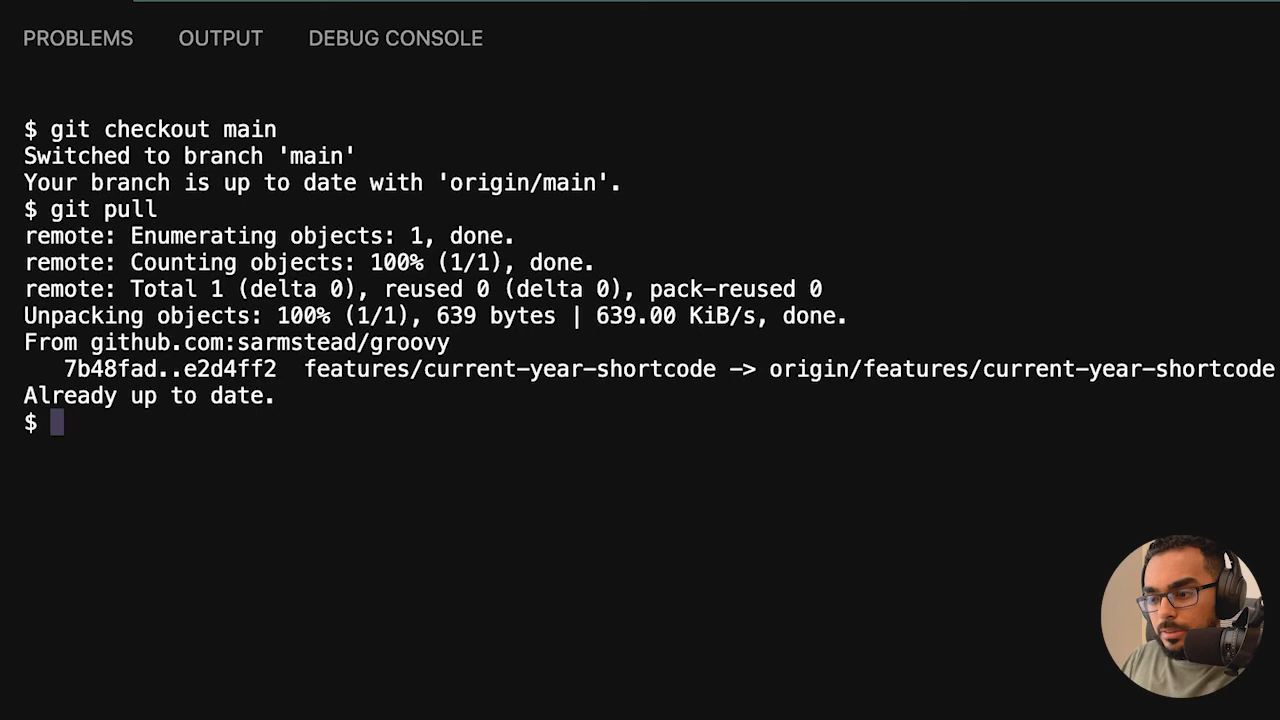 PROBLEMS OUTPUT DEBUG CONSOLE
$ git checkout main
Switched to branch 'main'
Your branch is up to date with 'origin/main'.
$ git pull
remote: Enumerating objects: 1, done.
remote: Counting objects: 100% (1/1), done.
remote: Total 1 (delta 0), reused 0 (delta 0), pack-reused 0
Unpacking objects: 100% (1/1), 639 bytes | 639.00 KiB/s, done.
From github.com:sarmstead/groovy
   7b48fad..e2d4ff2  features/current-year-shortcode -> origin/features/current-year-shortcode
Already up to date.
$